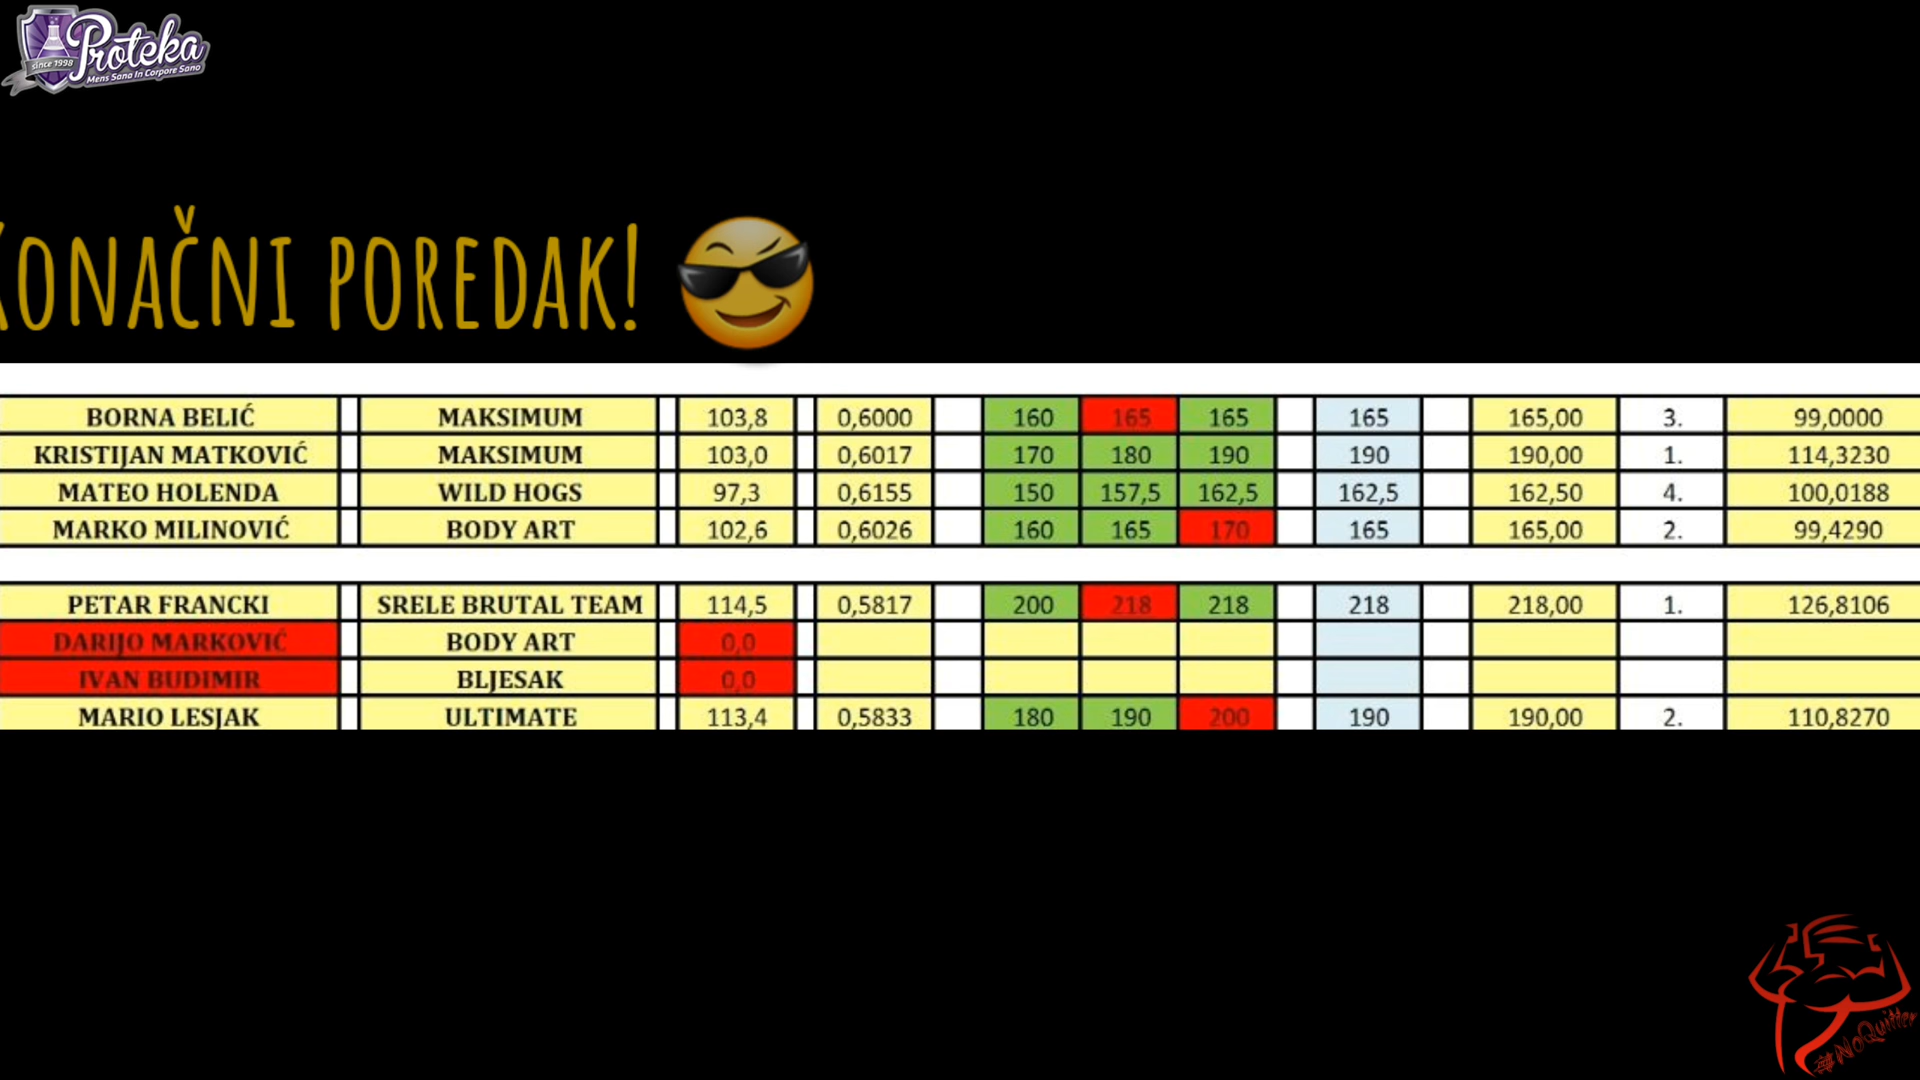 Proteka
since 1998
Mens Sana In Corpore Sano
KONAČNI POREDAK!
BORNA BELIĆ MAKSIMUM 103,8 0,6000 160 165 165 165 165,00 3. 99,0000
KRISTIJAN MATKOVIĆ MAKSIMUM 103,0 0,6017 170 180 190 190 190,00 1. 114,3230
MATEO HOLENDA WILD HOGS 97,3 0,6155 150 157,5 162,5 162,5 162,50 4. 100,0188
MARKO MILINOVIĆ BODY ART 102,6 0,6026 160 165 170 165 165,00 2. 99,4290
PETAR FRANCKI SRELE BRUTAL TEAM 114,5 0,5817 200 218 218 218 218,00 1. 126,8106
DARIJO MARKOVIĆ BODY ART 0,0
IVAN BUDIMIR BLJESAK 0,0
MARIO LESJAK ULTIMATE 113,4 0,5833 180 190 200 190 190,00 2. 110,8270
#NoQuitter